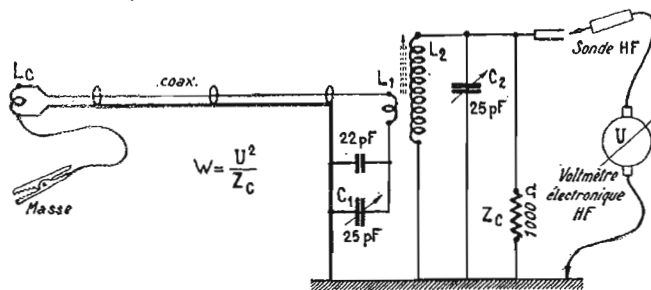 Lc
coax.
L1
L2
C2
25 pF
Sonde HF
U
Voltmètre
électronique
HF
22 pF
W = U² / Zc
C1
25 pF
Zc
1000 Ω
Masse